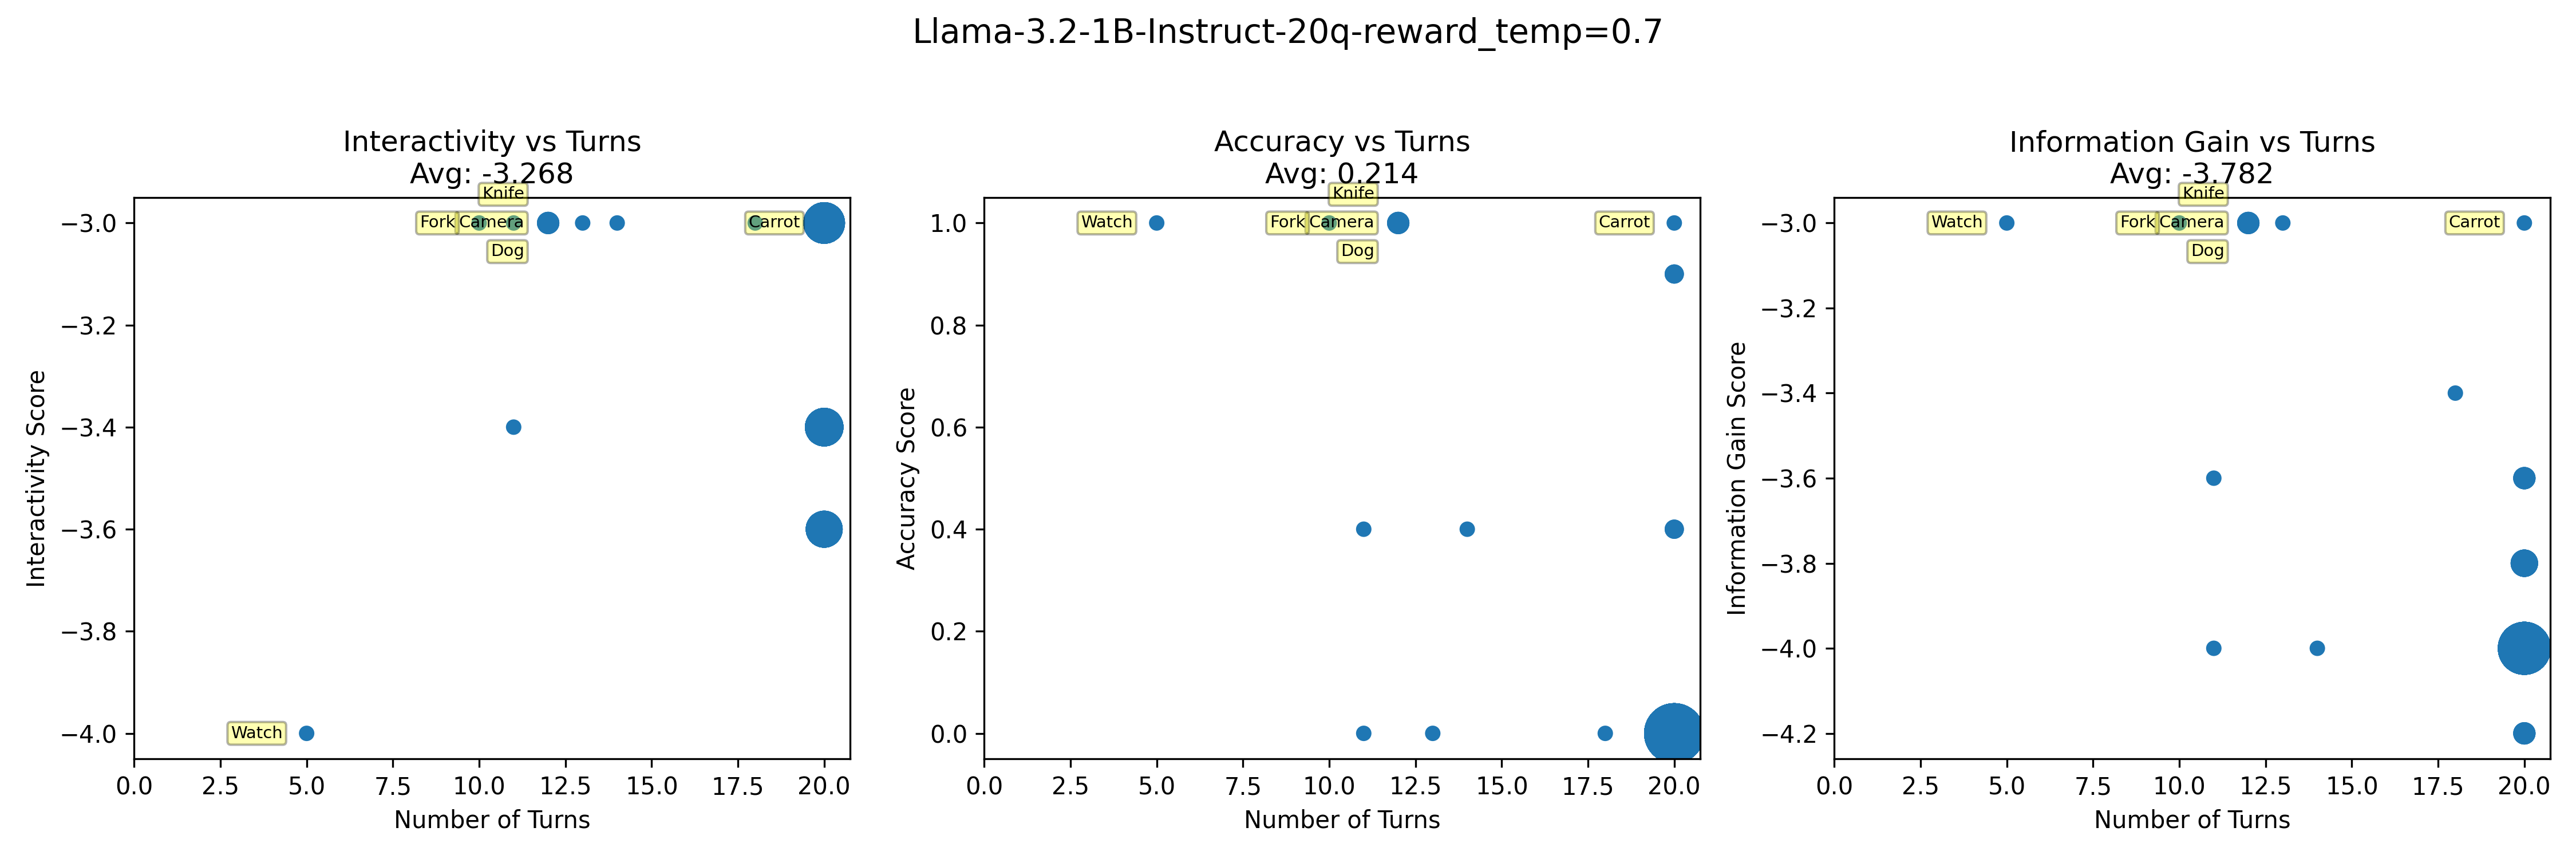 Llama-3.2-1B-Instruct-20q-reward_temp=0.7
Interactivity vs Turns
Avg: -3.268
Knife
Fork
Camera
Carrot
Dog
Watch
−3.0
−3.2
−3.4
−3.6
−3.8
−4.0
Interactivity Score
0.0 2.5 5.0 7.5 10.0 12.5 15.0 17.5 20.0
Number of Turns
Accuracy vs Turns
Avg: 0.214
Knife
Watch
Fork
Camera
Carrot
Dog
1.0
0.8
0.6
0.4
0.2
0.0
Accuracy Score
0.0 2.5 5.0 7.5 10.0 12.5 15.0 17.5 20.0
Number of Turns
Information Gain vs Turns
Avg: -3.782
Knife
Watch
Fork
Camera
Carrot
Dog
−3.0
−3.2
−3.4
−3.6
−3.8
−4.0
−4.2
Information Gain Score
0.0 2.5 5.0 7.5 10.0 12.5 15.0 17.5 20.0
Number of Turns